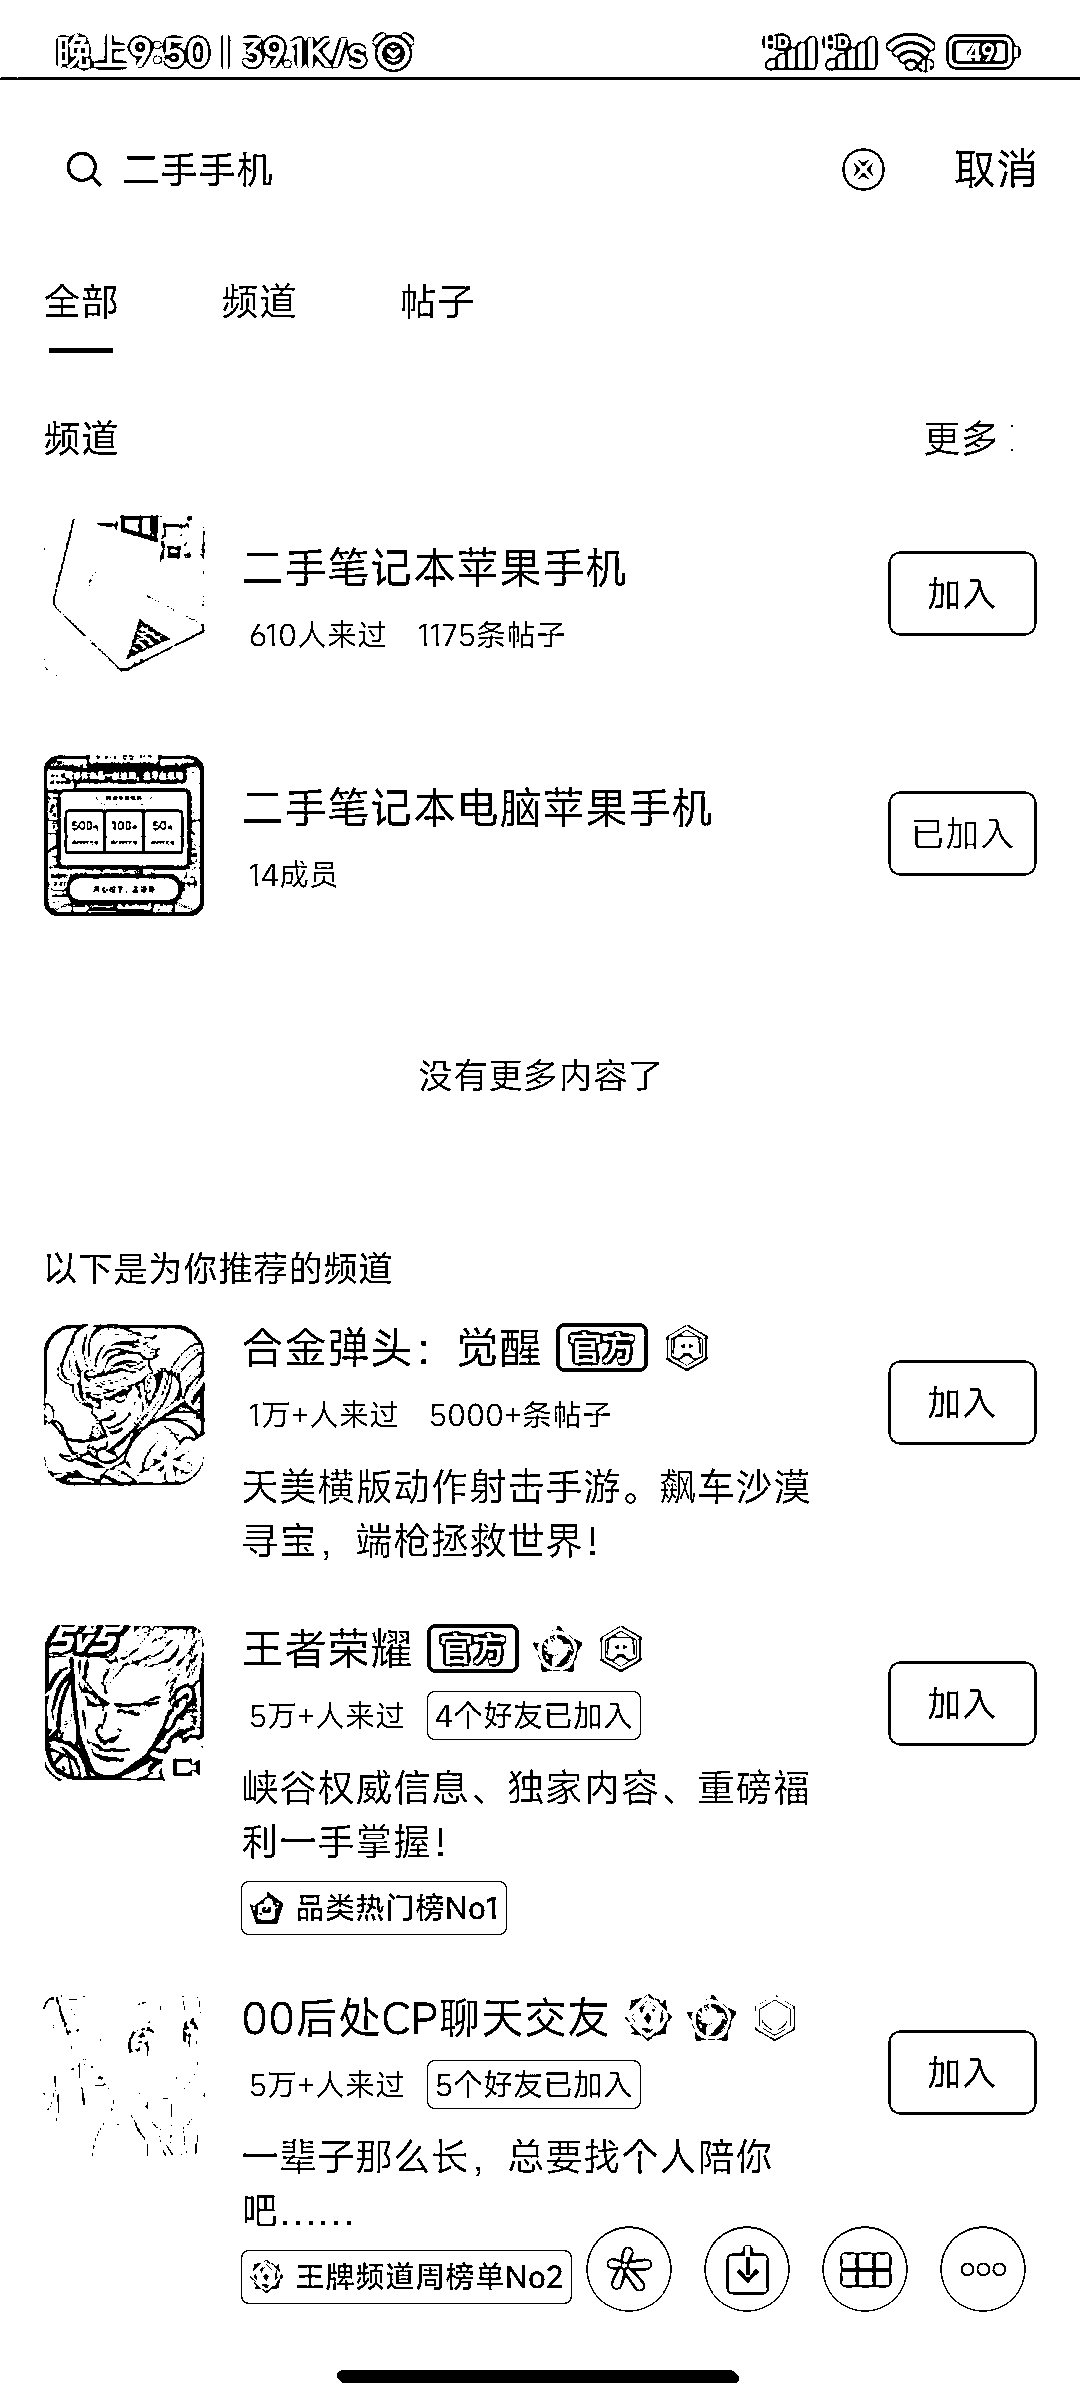 晚上9:50 | 39.1K/s
HD HD 49
二手手机 取消
全部 频道 帖子
频道 更多
二手笔记本苹果手机
610人来过 1175条帖子
加入
二手笔记本电脑苹果手机
14成员
已加入
500 100 50
没有更多内容了
以下是为你推荐的频道
合金弹头：觉醒 官方
1万+人来过 5000+条帖子
加入
天美横版动作射击手游。飙车沙漠
寻宝，端枪拯救世界！
5v5
王者荣耀 官方
5万+人来过 4个好友已加入
加入
峡谷权威信息、独家内容、重磅福
利一手掌握！
品类热门榜No1
00后处CP聊天交友
5万+人来过 5个好友已加入
加入
一辈子那么长，总要找个人陪你
吧……
王牌频道周榜单No2